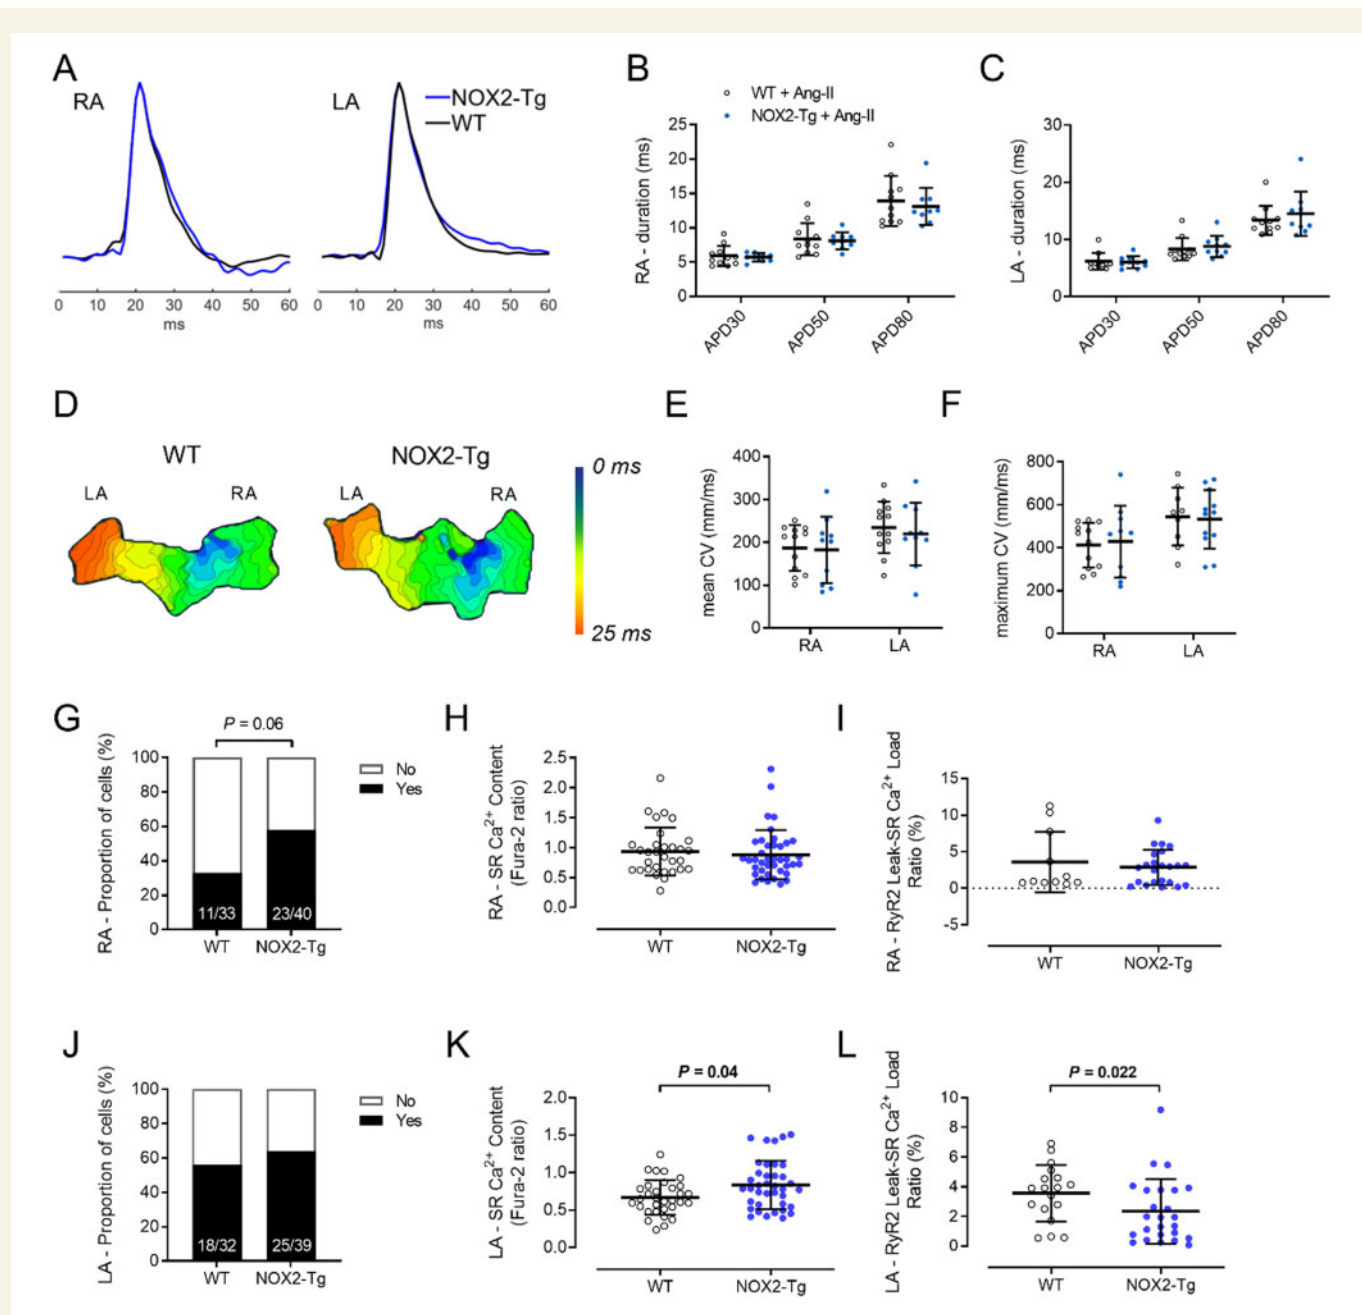 A
RA
LA
NOX2-Tg
WT
0 10 20 30 40 50 60
ms
0 10 20 30 40 50 60
ms
B
WT + Ang-II
NOX2-Tg + Ang-II
RA - duration (ms)
25
20
15
10
5
0
APD30
APD50
APD80
C
LA - duration (ms)
30
20
10
0
APD30
APD50
APD80
D
WT
NOX2-Tg
LA
RA
LA
RA
0 ms
25 ms
E
mean CV (mm/ms)
400
300
200
100
0
RA
LA
F
maximum CV (mm/ms)
800
600
400
200
0
RA
LA
G
P = 0.06
RA - Proportion of cells (%)
100
80
60
40
20
0
No
Yes
11/33
23/40
WT
NOX2-Tg
H
RA - SR Ca²⁺ Content
(Fura-2 ratio)
2.5
2.0
1.5
1.0
0.5
0.0
WT
NOX2-Tg
I
RA - RyR2 Leak-SR Ca²⁺ Load
Ratio (%)
15
10
5
0
-5
WT
NOX2-Tg
J
LA - Proportion of cells (%)
100
80
60
40
20
0
No
Yes
18/32
25/39
WT
NOX2-Tg
K
P = 0.04
LA - SR Ca²⁺ Content
(Fura-2 ratio)
2.0
1.5
1.0
0.5
0.0
WT
NOX2-Tg
L
P = 0.022
LA - RyR2 Leak-SR Ca²⁺ Load
Ratio (%)
10
8
6
4
2
0
WT
NOX2-Tg